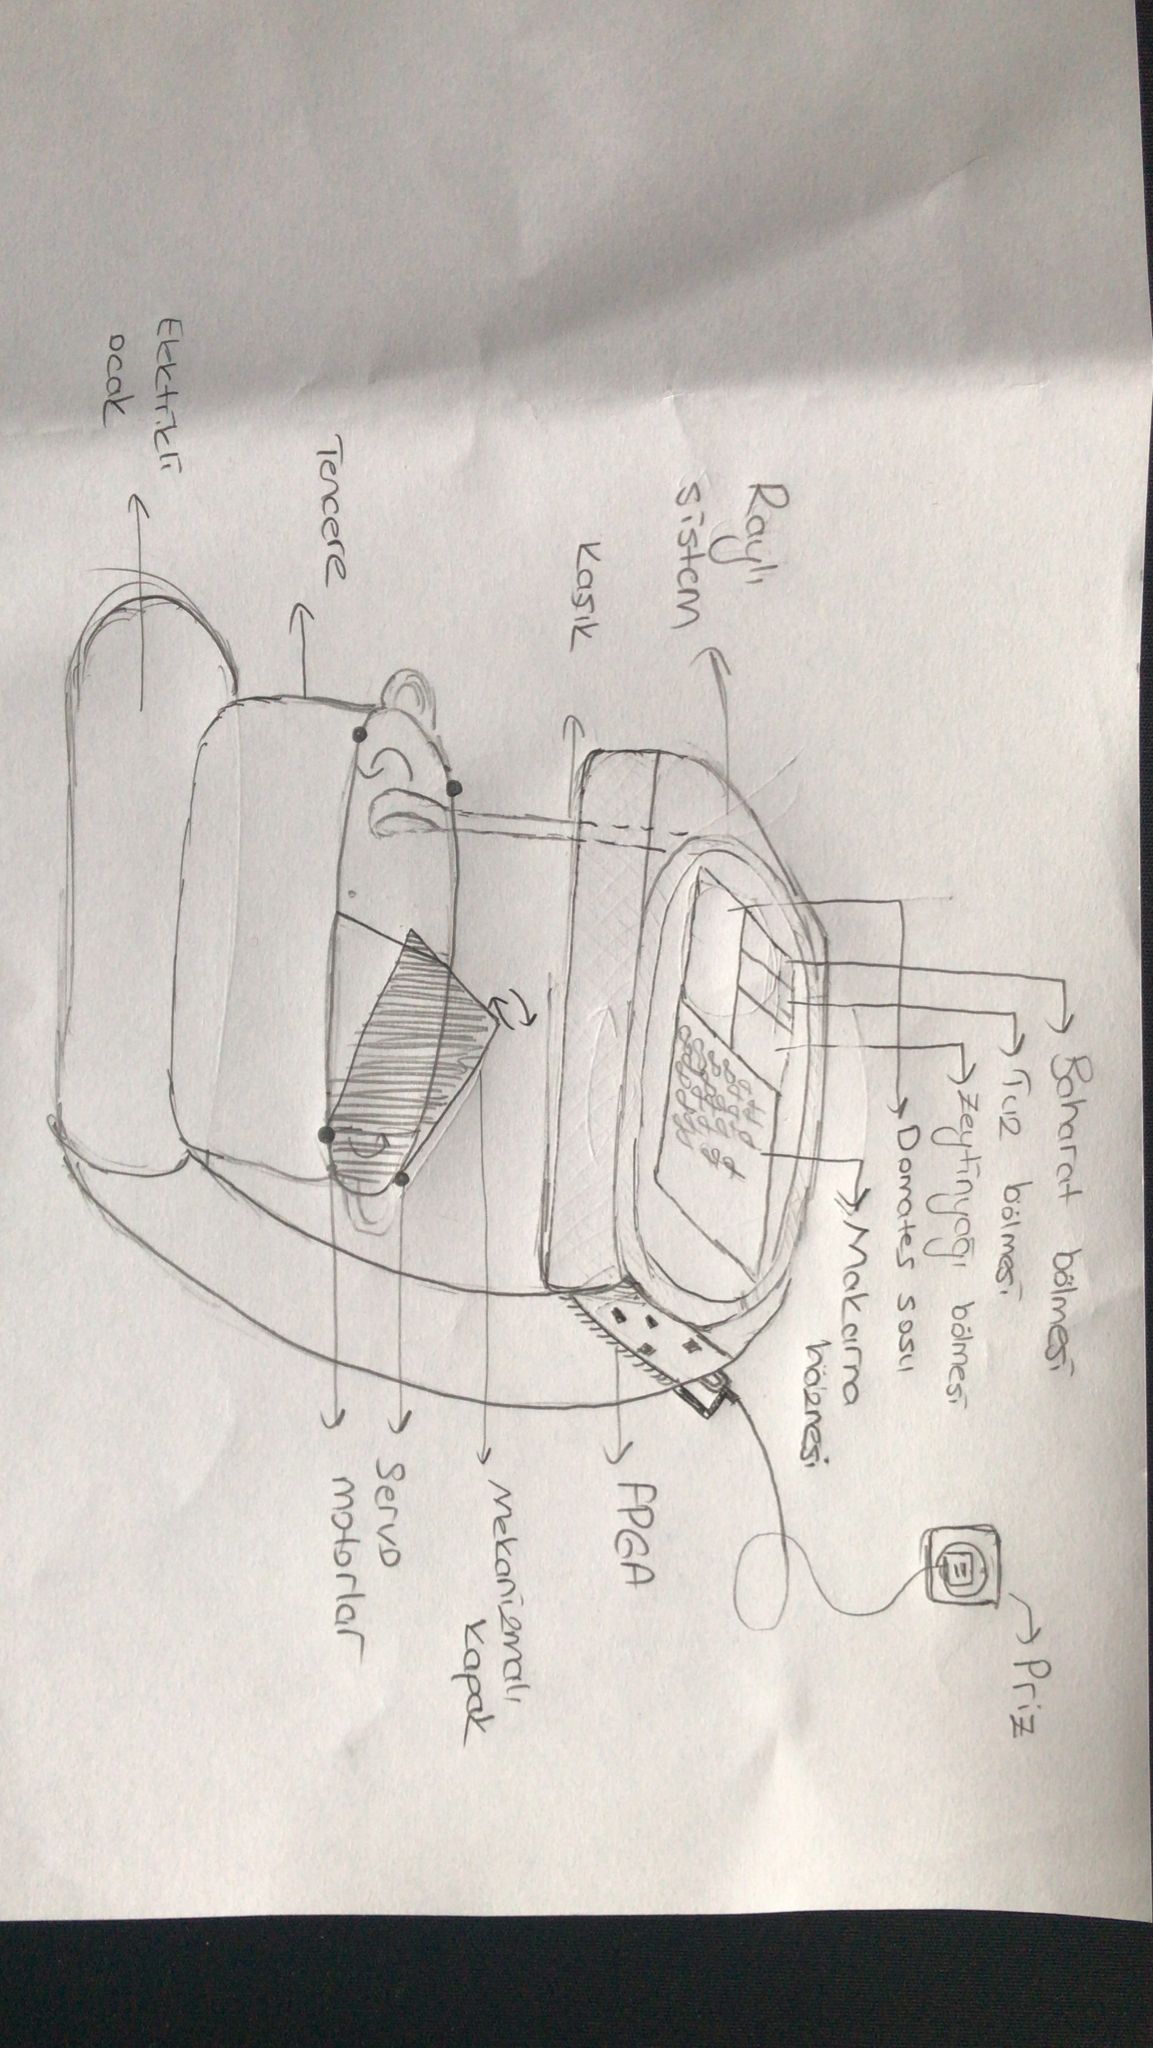 Baharat bölmesi
Tuz bölmesi
Zeytinyağı bölmesi
Domates sosu
Makarna
haznesi
Priz
Raylı
sistem
Kaşık
FPGA
Mekanizmalı
kapak
Servo
motorlar
Tencere
Elektrikli
ocak